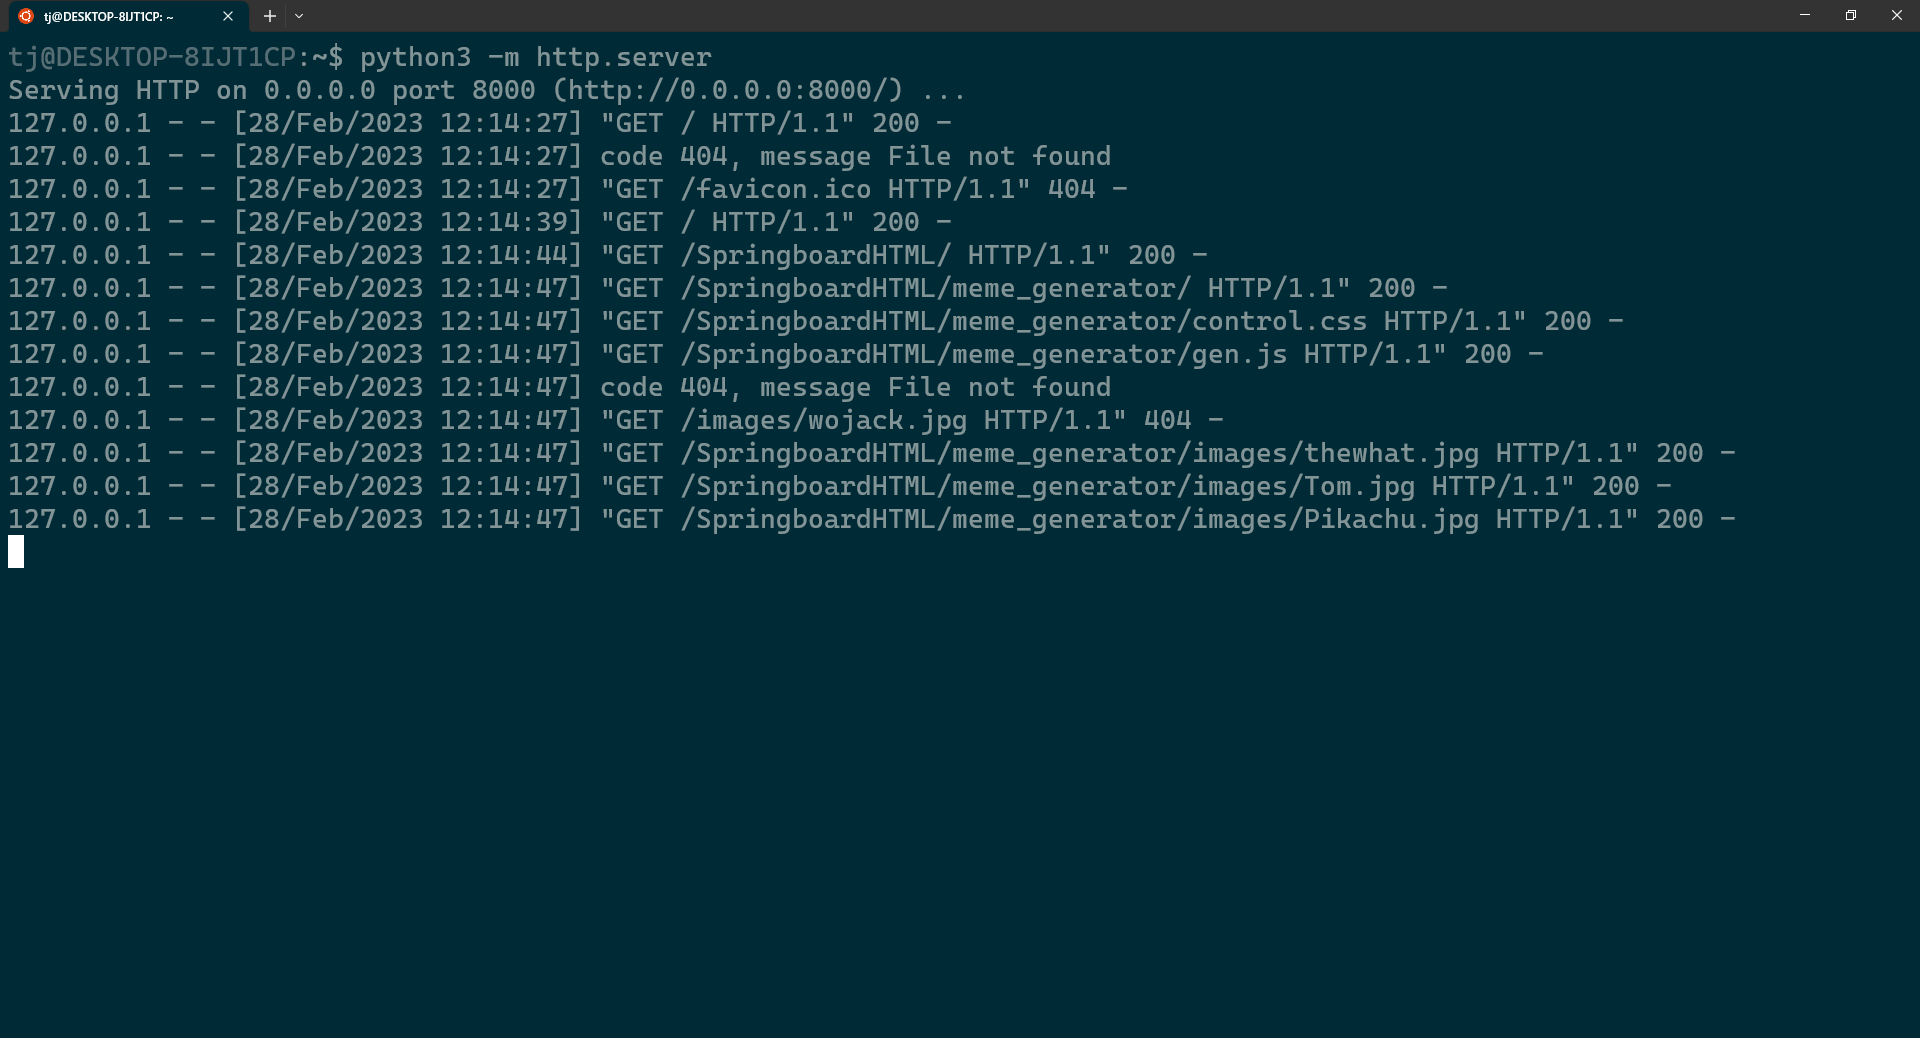 tj@DESKTOP-8IJT1CP: ~
tj@DESKTOP-8IJT1CP:~$ python3 -m http.server
Serving HTTP on 0.0.0.0 port 8000 (http://0.0.0.0:8000/) ...
127.0.0.1 - - [28/Feb/2023 12:14:27] "GET / HTTP/1.1" 200 -
127.0.0.1 - - [28/Feb/2023 12:14:27] code 404, message File not found
127.0.0.1 - - [28/Feb/2023 12:14:27] "GET /favicon.ico HTTP/1.1" 404 -
127.0.0.1 - - [28/Feb/2023 12:14:39] "GET / HTTP/1.1" 200 -
127.0.0.1 - - [28/Feb/2023 12:14:44] "GET /SpringboardHTML/ HTTP/1.1" 200 -
127.0.0.1 - - [28/Feb/2023 12:14:47] "GET /SpringboardHTML/meme_generator/ HTTP/1.1" 200 -
127.0.0.1 - - [28/Feb/2023 12:14:47] "GET /SpringboardHTML/meme_generator/control.css HTTP/1.1" 200 -
127.0.0.1 - - [28/Feb/2023 12:14:47] "GET /SpringboardHTML/meme_generator/gen.js HTTP/1.1" 200 -
127.0.0.1 - - [28/Feb/2023 12:14:47] code 404, message File not found
127.0.0.1 - - [28/Feb/2023 12:14:47] "GET /images/wojack.jpg HTTP/1.1" 404 -
127.0.0.1 - - [28/Feb/2023 12:14:47] "GET /SpringboardHTML/meme_generator/images/thewhat.jpg HTTP/1.1" 200 -
127.0.0.1 - - [28/Feb/2023 12:14:47] "GET /SpringboardHTML/meme_generator/images/Tom.jpg HTTP/1.1" 200 -
127.0.0.1 - - [28/Feb/2023 12:14:47] "GET /SpringboardHTML/meme_generator/images/Pikachu.jpg HTTP/1.1" 200 -